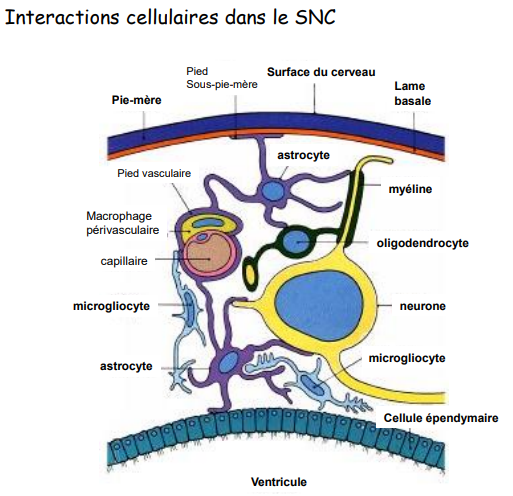 Interactions cellulaires dans le SNC
Pied
Sous-pie-mère
Surface du cerveau
Lame
basale
Pie-mère
astrocyte
Pied vasculaire
myéline
Macrophage
périvasculaire
oligodendrocyte
capillaire
microgliocyte
neurone
astrocyte
microgliocyte
Cellule épendymaire
Ventricule